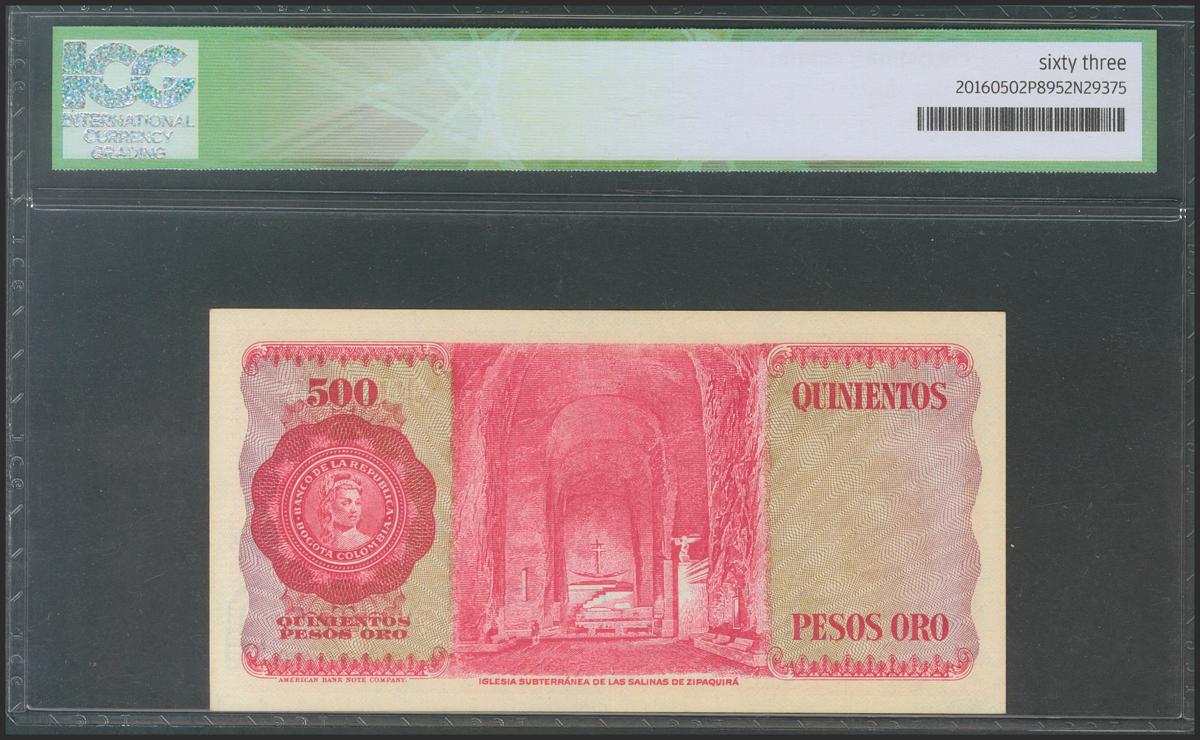 ICG
INTERNATIONAL
CURRENCY
GRADING
sixty three
20160502P8952N29375
500
BANCO DE LA REPUBLICA
BOGOTA COLOMBIA
QUINIENTOS
PESOS ORO
QUINIENTOS
PESOS ORO
AMERICAN BANK NOTE COMPANY.
IGLESIA SUBTERRÁNEA DE LAS SALINAS DE ZIPAQUIRÁ